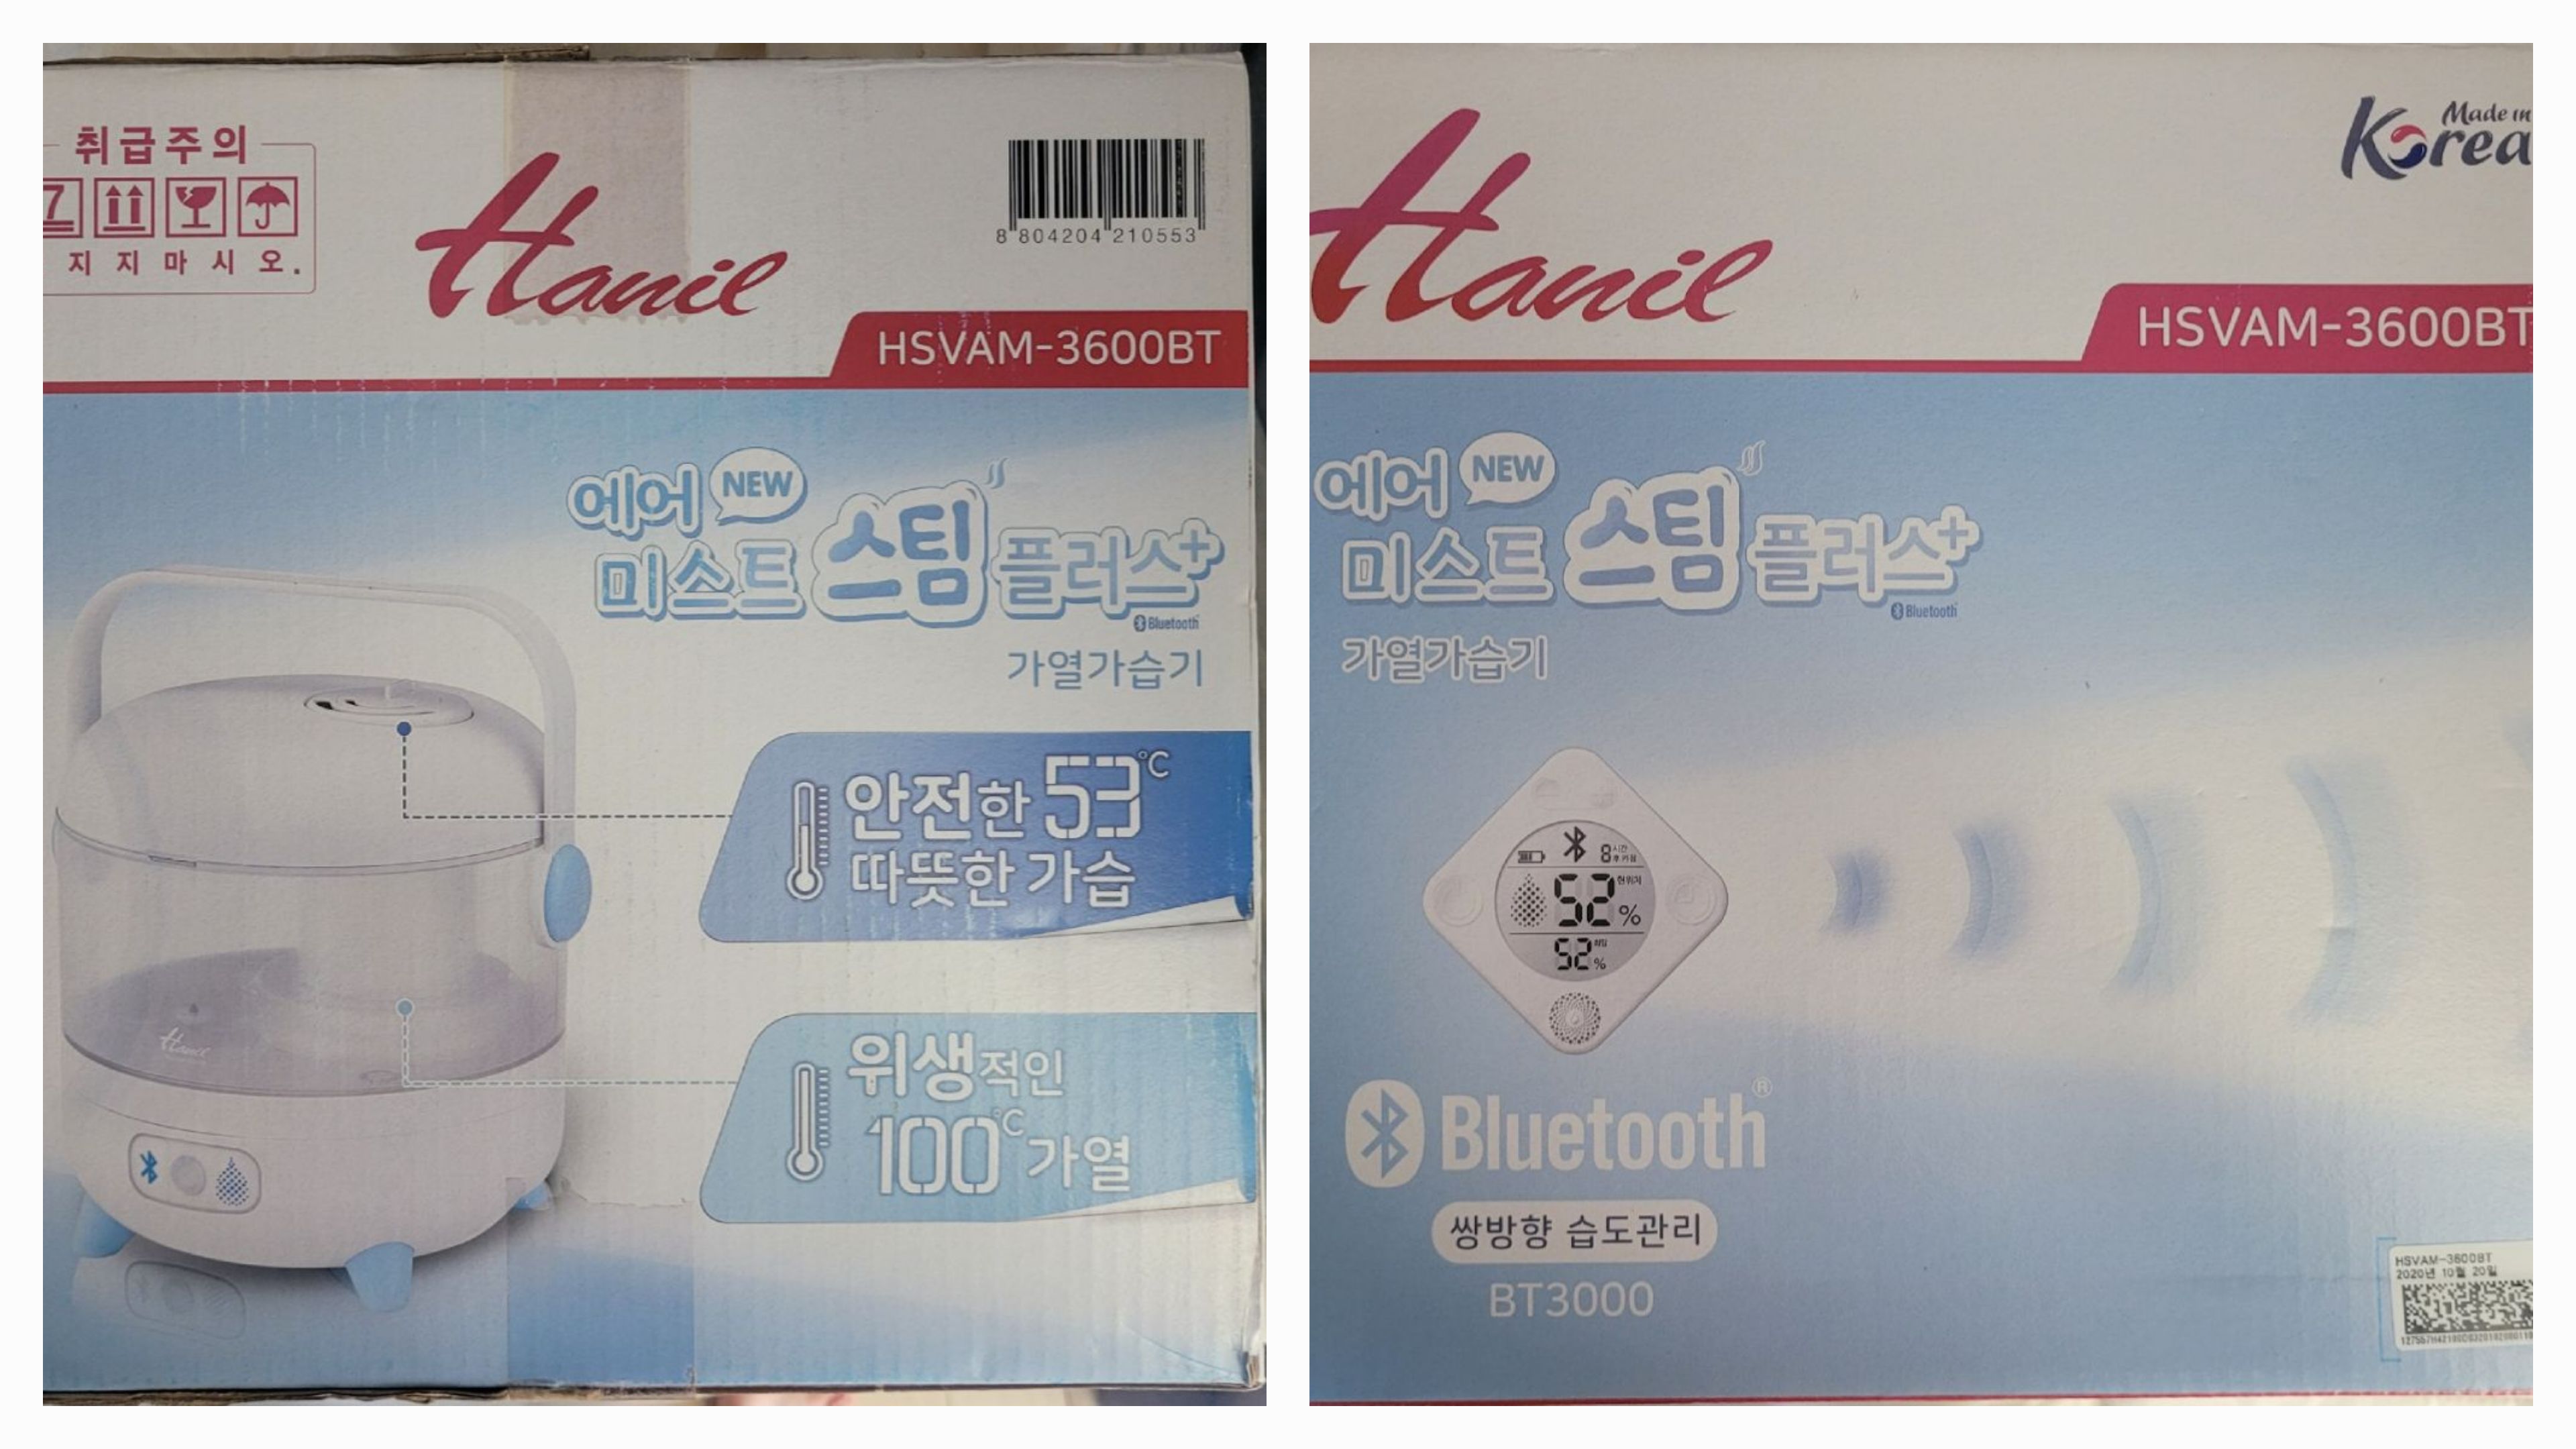 취급주의
지지마시오.
Hanil
8 804204 210553
HSVAM-3600BT
에어 NEW
미스트 스팀 플러스+
Bluetooth
가열가습기
안전한 53℃
따뜻한 가습
위생적인
100℃ 가열
Hanil
Hanil
Made in
Korea
HSVAM-3600BT
에어 NEW
미스트 스팀 플러스+
Bluetooth
가열가습기
8시간
52%
52%
Bluetooth®
쌍방향 습도관리
BT3000
HSVAM-3600BT
2020년 10월 20일